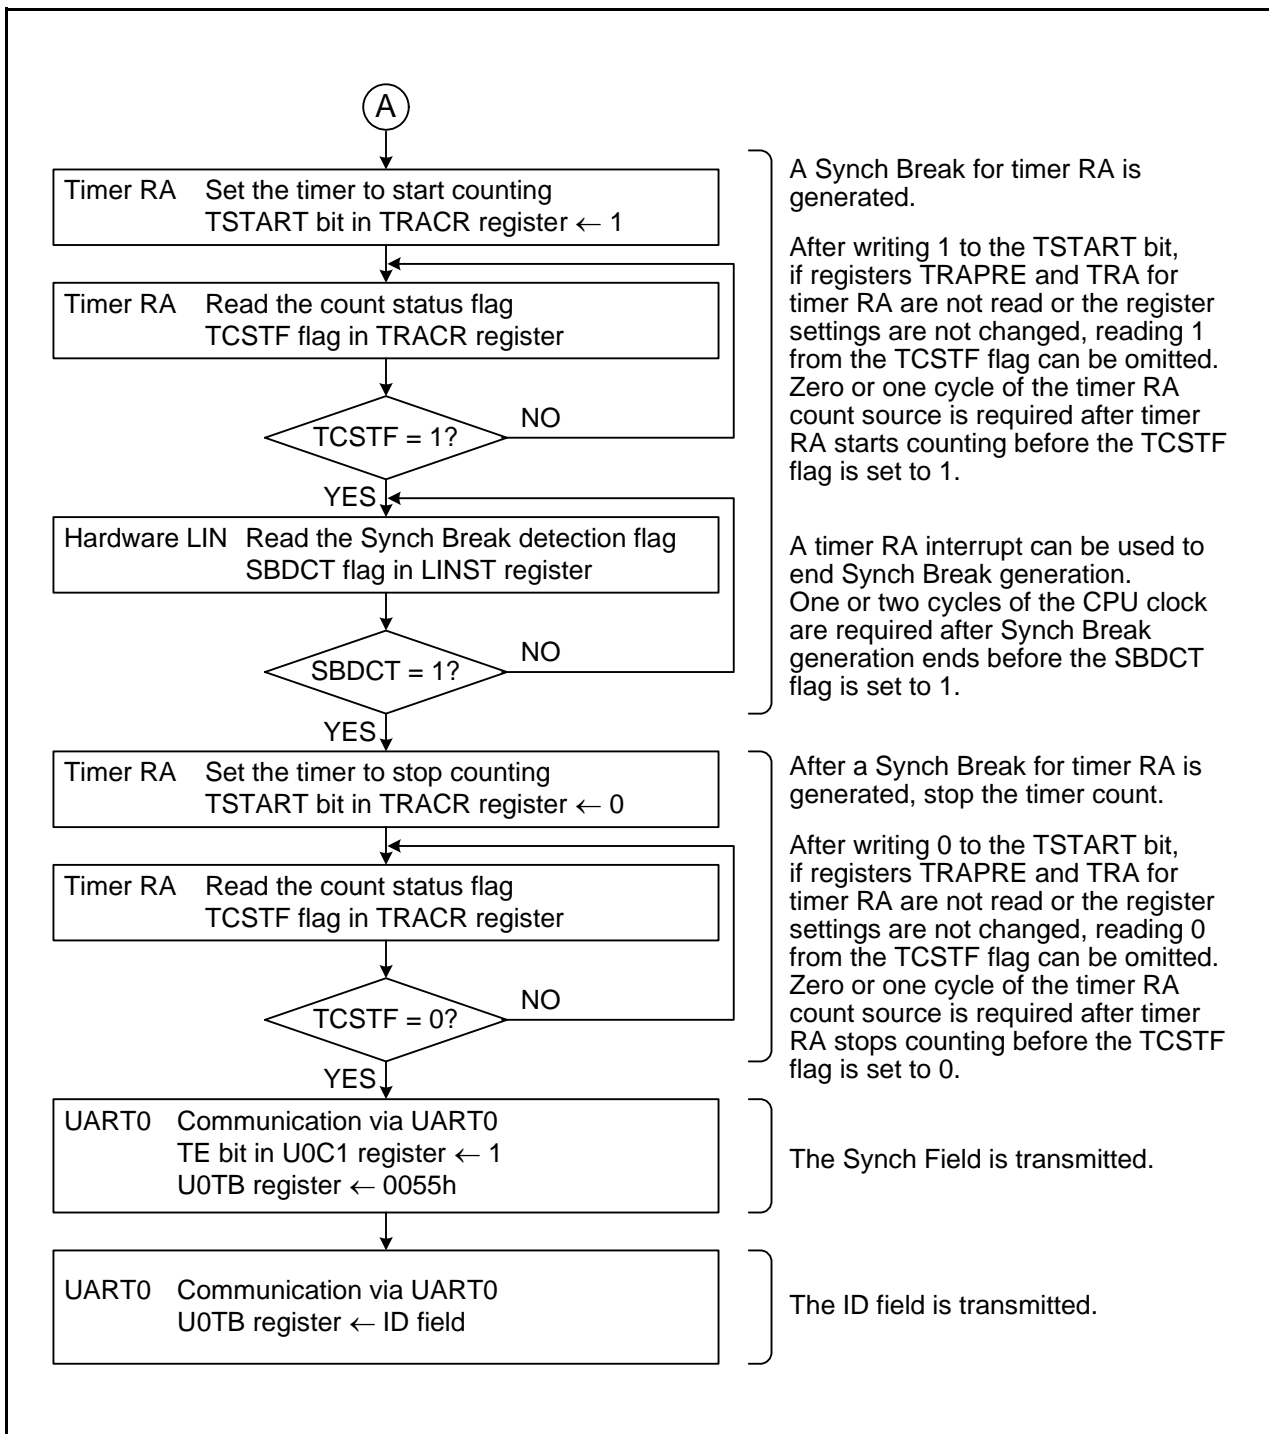 A
Timer RA Set the timer to start counting
TSTART bit in TRACR register ← 1
Timer RA Read the count status flag
TCSTF flag in TRACR register
TCSTF = 1?
NO
YES
Hardware LIN Read the Synch Break detection flag
SBDCT flag in LINST register
SBDCT = 1?
NO
YES
A Synch Break for timer RA is
generated.
After writing 1 to the TSTART bit,
if registers TRAPRE and TRA for
timer RA are not read or the register
settings are not changed, reading 1
from the TCSTF flag can be omitted.
Zero or one cycle of the timer RA
count source is required after timer
RA starts counting before the TCSTF
flag is set to 1.
A timer RA interrupt can be used to
end Synch Break generation.
One or two cycles of the CPU clock
are required after Synch Break
generation ends before the SBDCT
flag is set to 1.
Timer RA Set the timer to stop counting
TSTART bit in TRACR register ← 0
Timer RA Read the count status flag
TCSTF flag in TRACR register
TCSTF = 0?
NO
YES
After a Synch Break for timer RA is
generated, stop the timer count.
After writing 0 to the TSTART bit,
if registers TRAPRE and TRA for
timer RA are not read or the register
settings are not changed, reading 0
from the TCSTF flag can be omitted.
Zero or one cycle of the timer RA
count source is required after timer
RA stops counting before the TCSTF
flag is set to 0.
UART0 Communication via UART0
TE bit in U0C1 register ← 1
U0TB register ← 0055h
The Synch Field is transmitted.
UART0 Communication via UART0
U0TB register ← ID field
The ID field is transmitted.